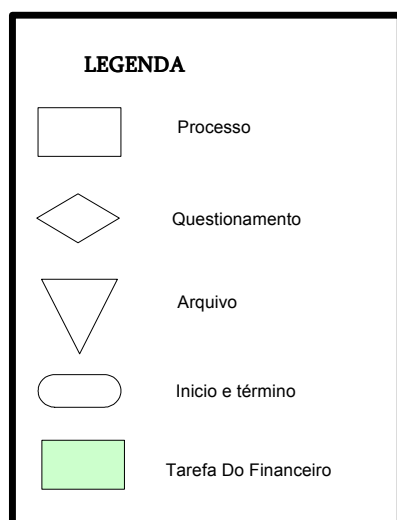 LEGENDA
Processo
Questionamento
Arquivo
Inicio e término
Tarefa Do Financeiro